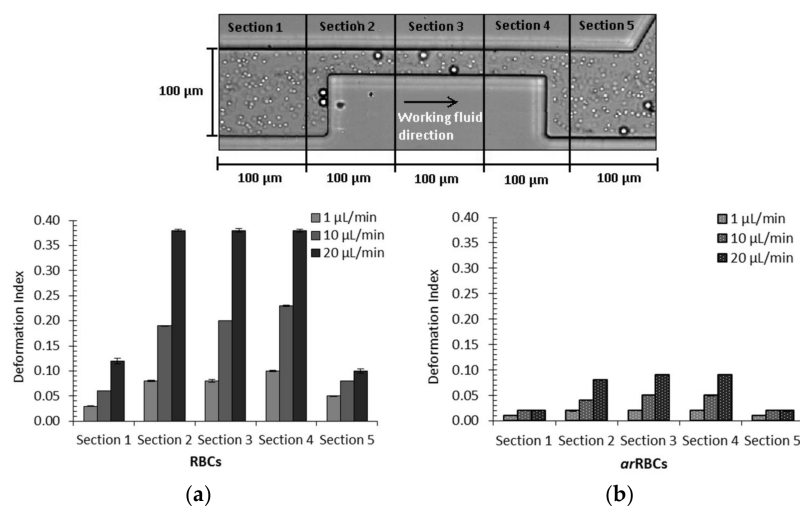 Section 1 Section 2 Section 3 Section 4 Section 5
100 µm
Working fluid
direction
100 µm 100 µm 100 µm 100 µm 100 µm
0.40
0.35
0.30
0.25
0.20
0.15
0.10
0.05
0.00
Deformation Index
1 µL/min
10 µL/min
20 µL/min
Section 1 Section 2 Section 3 Section 4 Section 5
RBCs
(a)
0.40
0.35
0.30
0.25
0.20
0.15
0.10
0.05
0.00
Deformation Index
1 µL/min
10 µL/min
20 µL/min
Section 1 Section 2 Section 3 Section 4 Section 5
arRBCs
(b)